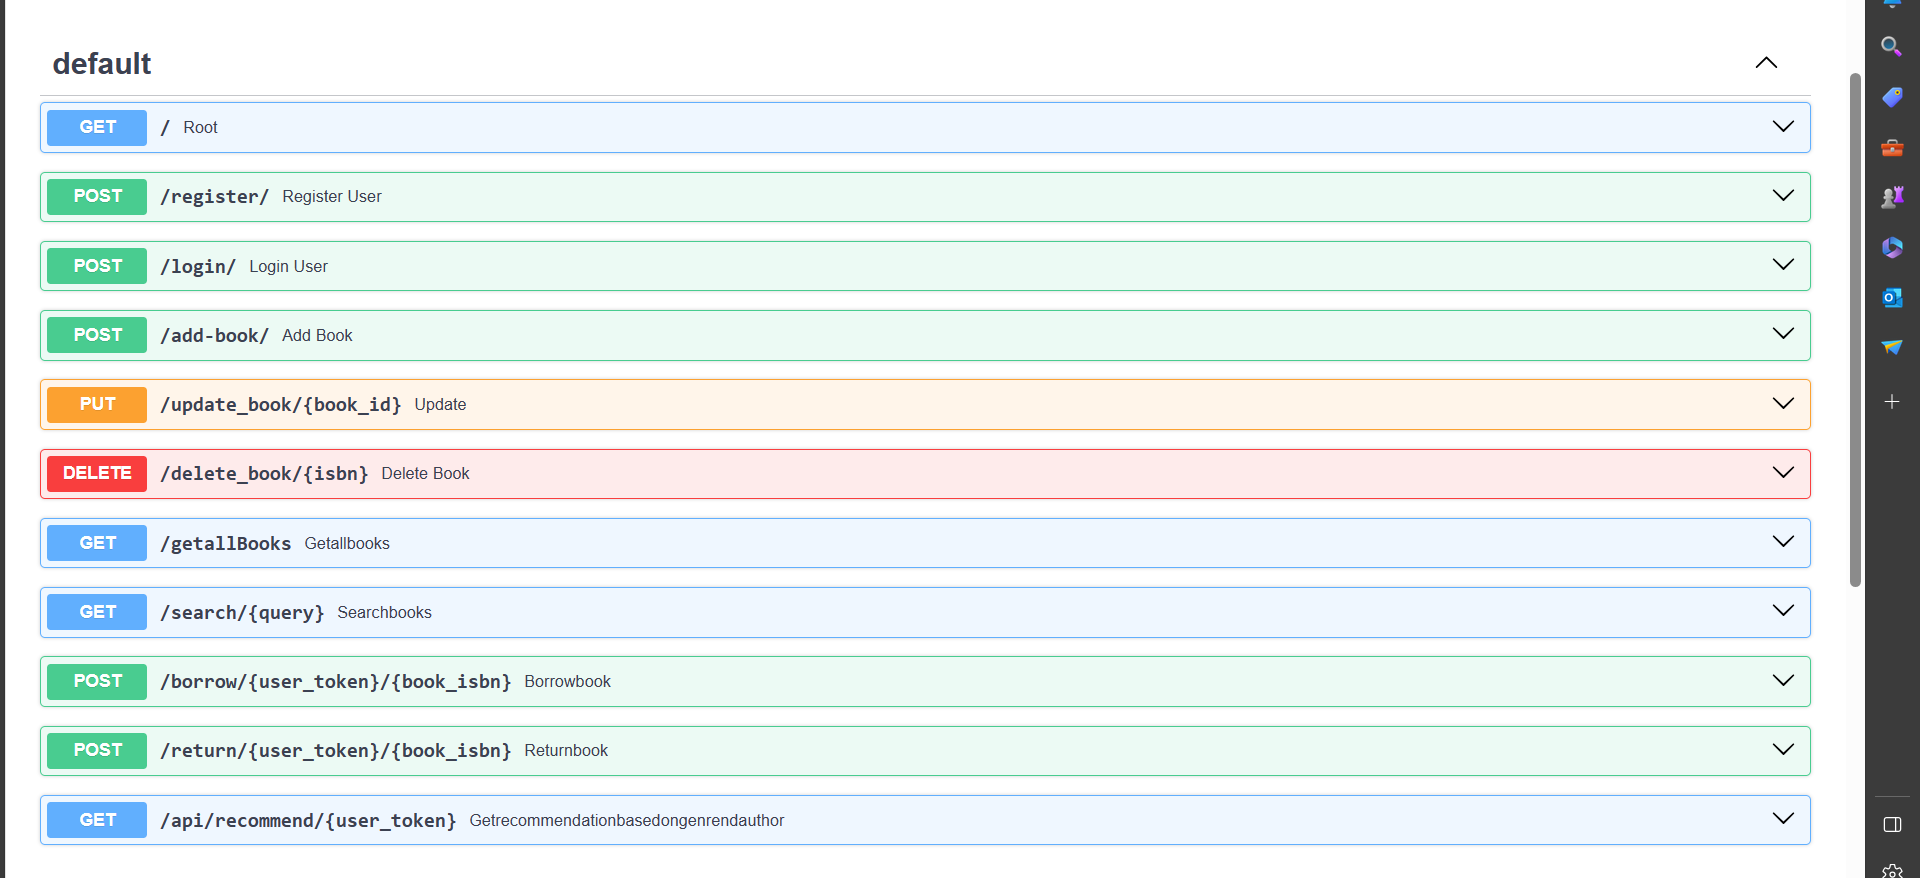 default
GET / Root
POST /register/ Register User
POST /login/ Login User
POST /add-book/ Add Book
PUT /update_book/{book_id} Update
DELETE /delete_book/{isbn} Delete Book
GET /getallBooks Getallbooks
GET /search/{query} Searchbooks
POST /borrow/{user_token}/{book_isbn} Borrowbook
POST /return/{user_token}/{book_isbn} Returnbook
GET /api/recommend/{user_token} Getrecommendationbasedongenrendauthor